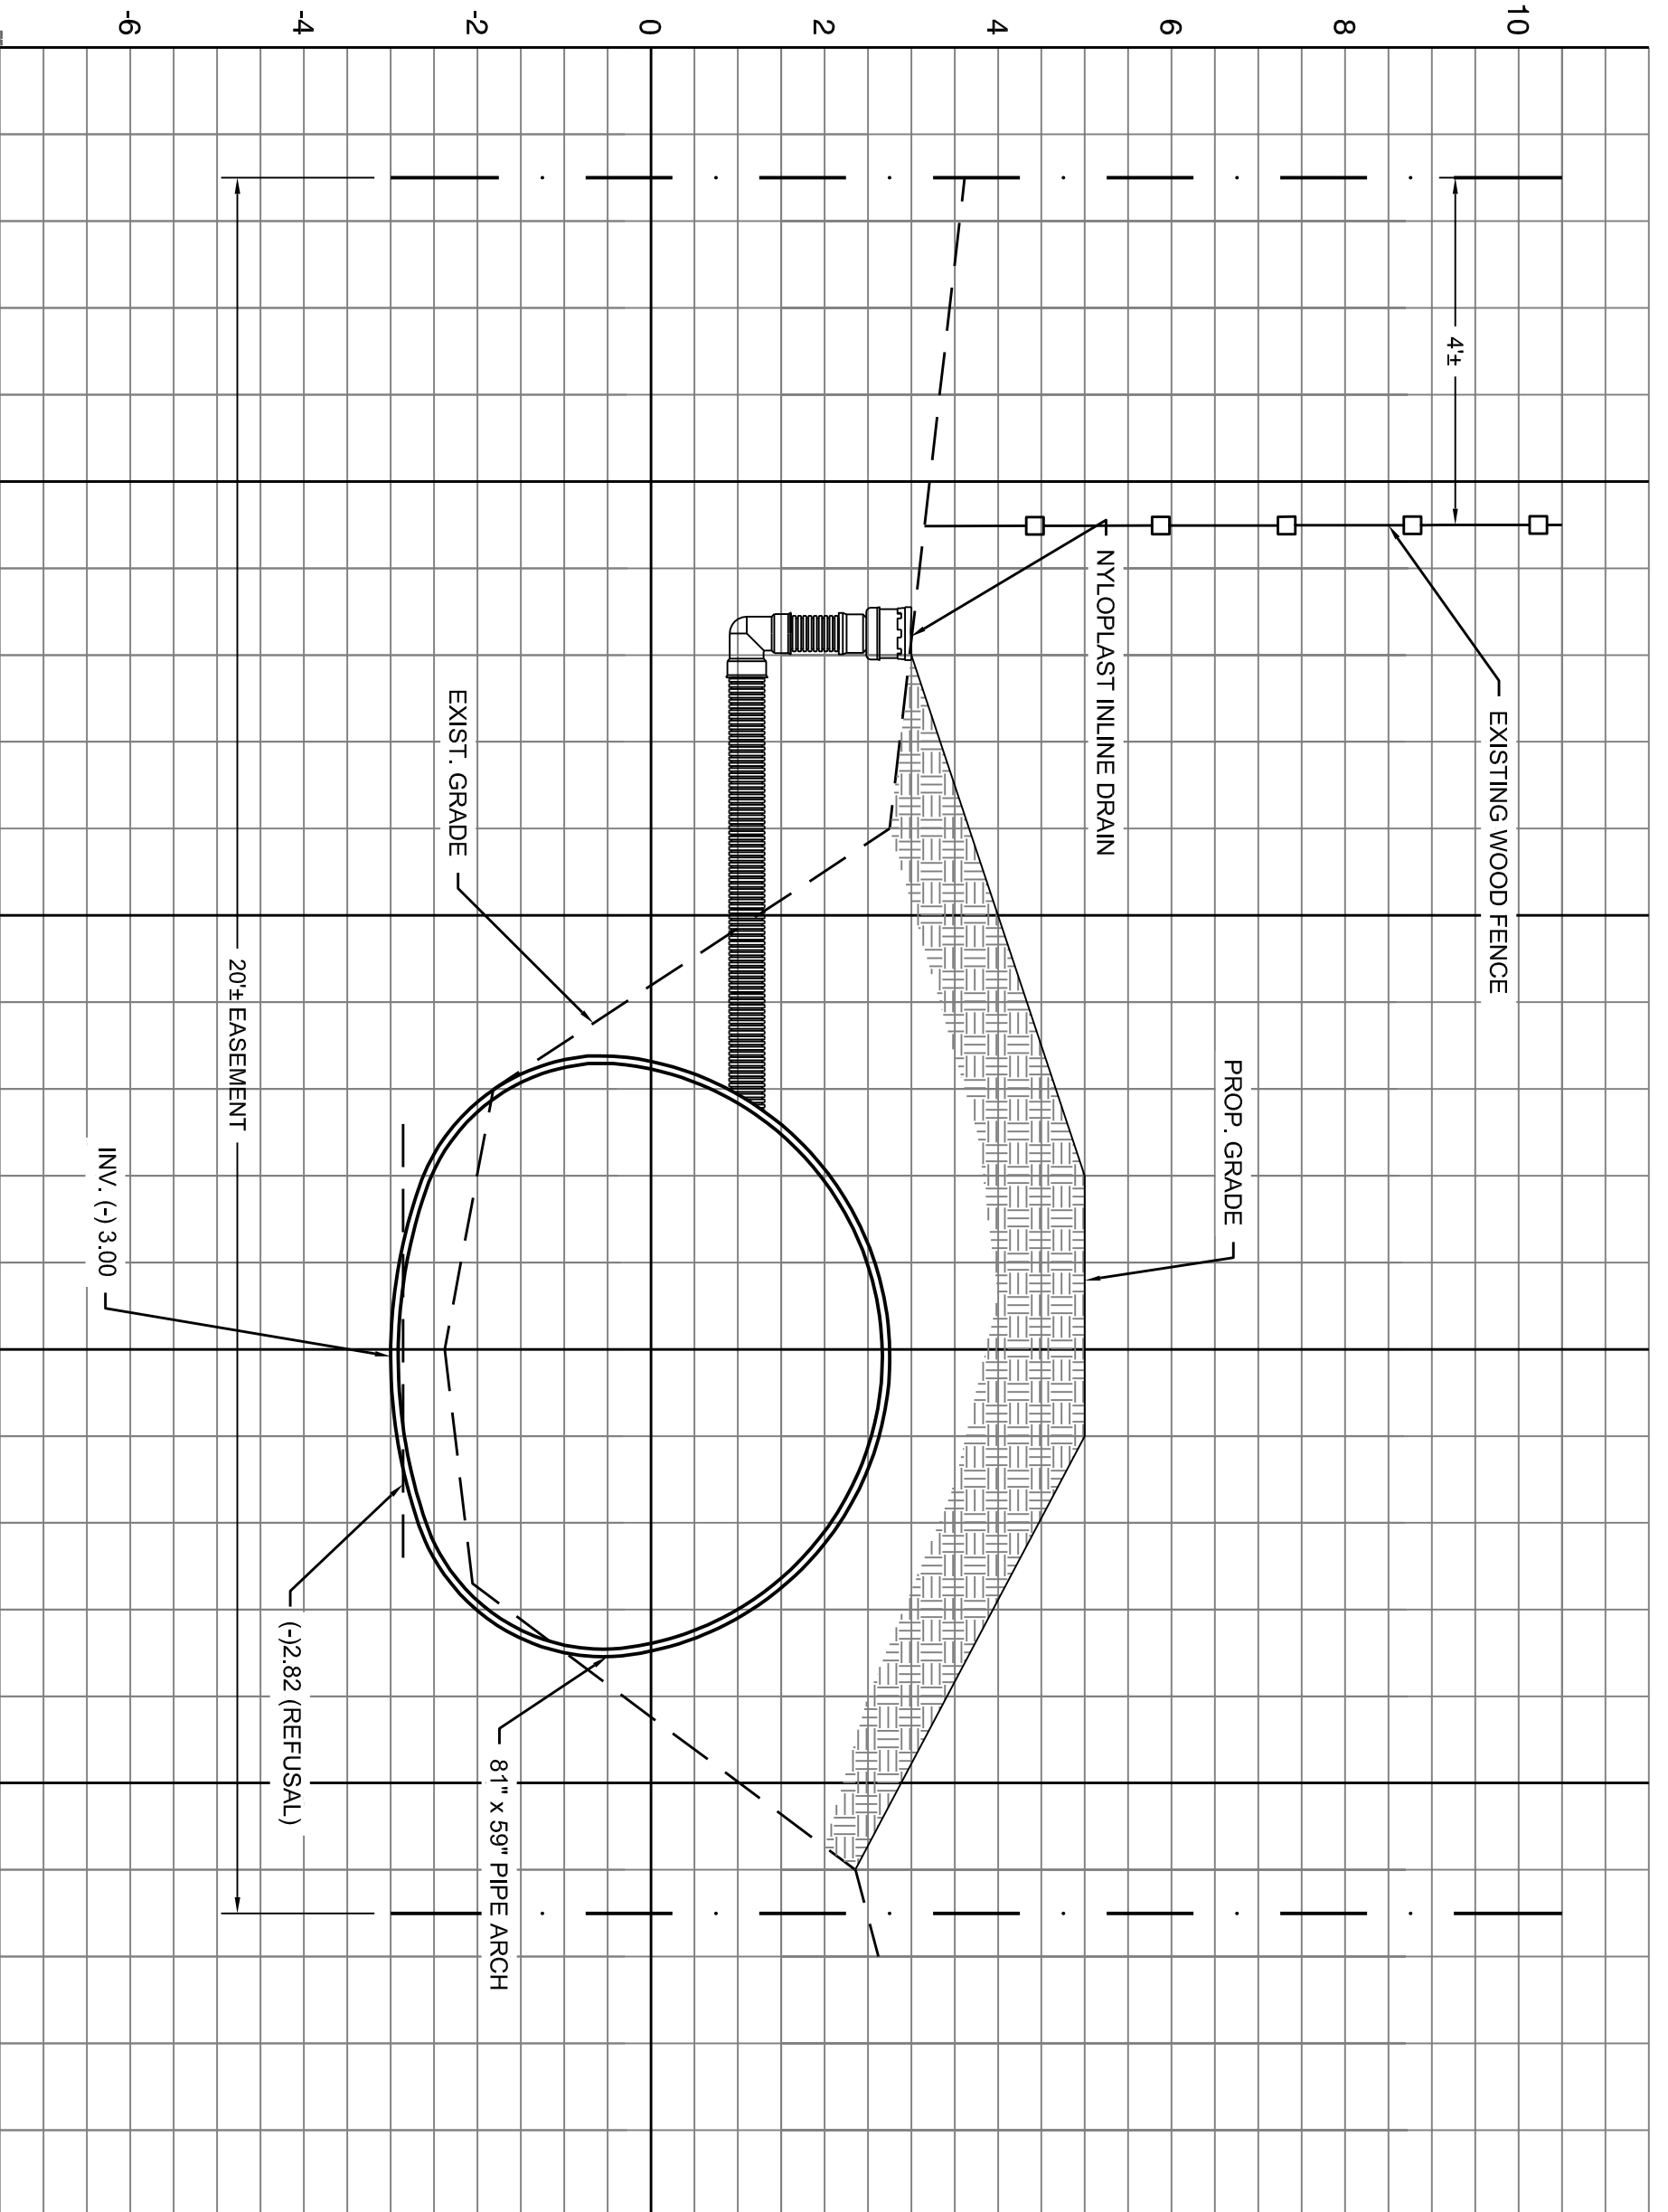 10
8
6
4
2
0
-2
-4
-6
4'±
EXISTING WOOD FENCE
NYLOPLAST INLINE DRAIN
PROP. GRADE
EXIST. GRADE
20'± EASEMENT
INV. (-) 3.00
(-)2.82 (REFUSAL)
81" x 59" PIPE ARCH